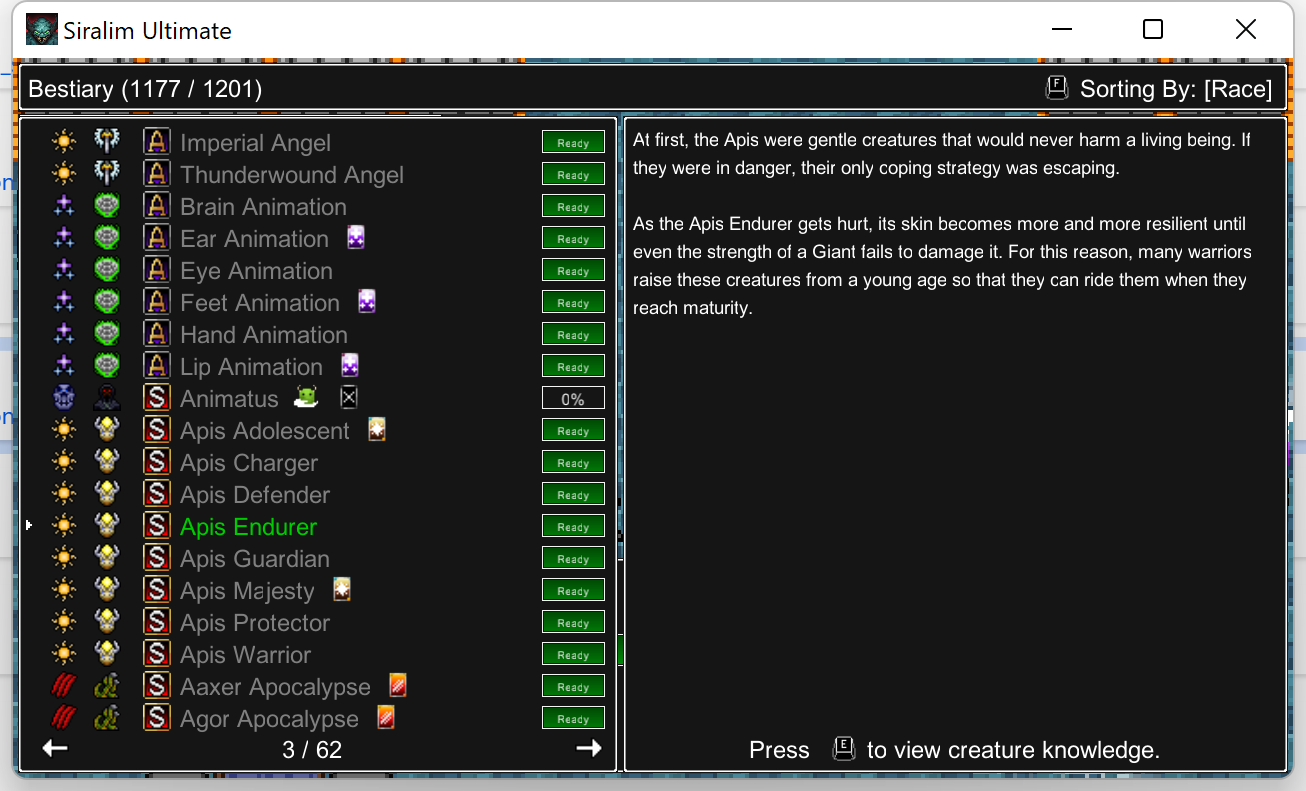 Siralim Ultimate
Bestiary (1177 / 1201)
F Sorting By: [Race]
A Imperial Angel Ready
A Thunderwound Angel Ready
A Brain Animation Ready
A Ear Animation Ready
A Eye Animation Ready
A Feet Animation Ready
A Hand Animation Ready
A Lip Animation Ready
S Animatus 0%
S Apis Adolescent Ready
S Apis Charger Ready
S Apis Defender Ready
S Apis Endurer Ready
S Apis Guardian Ready
S Apis Majesty Ready
S Apis Protector Ready
S Apis Warrior Ready
S Aaxer Apocalypse Ready
S Agor Apocalypse Ready
3 / 62
At first, the Apis were gentle creatures that would never harm a living being. If
they were in danger, their only coping strategy was escaping.
As the Apis Endurer gets hurt, its skin becomes more and more resilient until
even the strength of a Giant fails to damage it. For this reason, many warriors
raise these creatures from a young age so that they can ride them when they
reach maturity.
Press E to view creature knowledge.